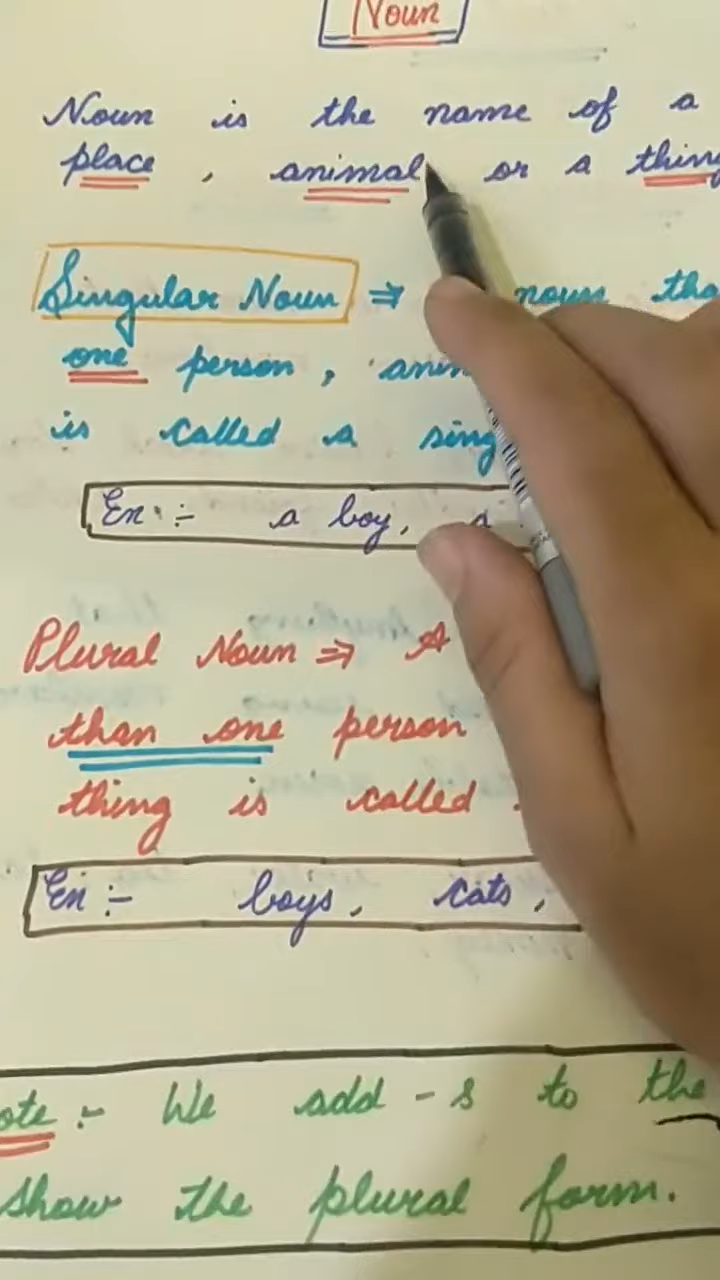 Noun
Noun is the name of a
place, animal or a thing
Singular Noun ⇒ noun tha
one person, anim
is called a sing
Ex:- a boy, a
Plural Noun ⇒ A
than one person
thing is called
Ex:- boys, cats,
ote:- We add -s to the
show the plural form.